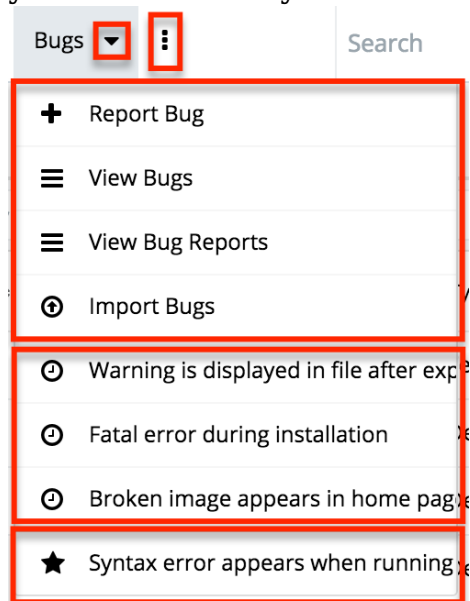 Bugs
Search
Report Bug
View Bugs
View Bug Reports
Import Bugs
Warning is displayed in file after exp
Fatal error during installation
Broken image appears in home pag
Syntax error appears when running